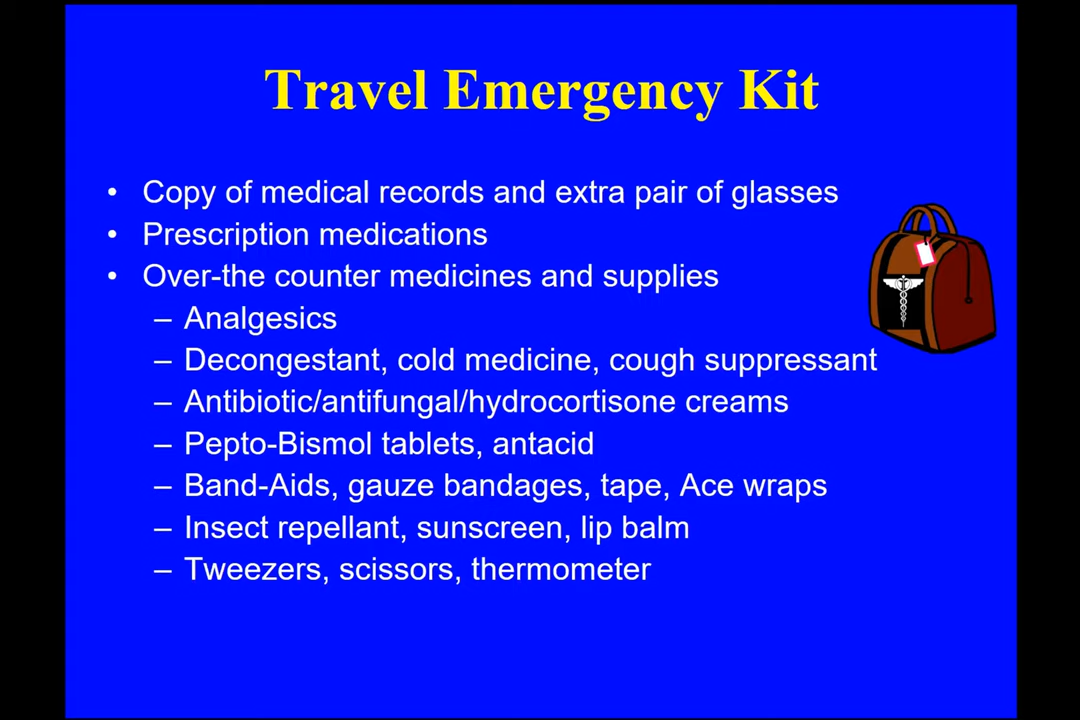 Travel Emergency Kit
• Copy of medical records and extra pair of glasses
• Prescription medications
• Over-the counter medicines and supplies
– Analgesics
– Decongestant, cold medicine, cough suppressant
– Antibiotic/antifungal/hydrocortisone creams
– Pepto-Bismol tablets, antacid
– Band-Aids, gauze bandages, tape, Ace wraps
– Insect repellant, sunscreen, lip balm
– Tweezers, scissors, thermometer